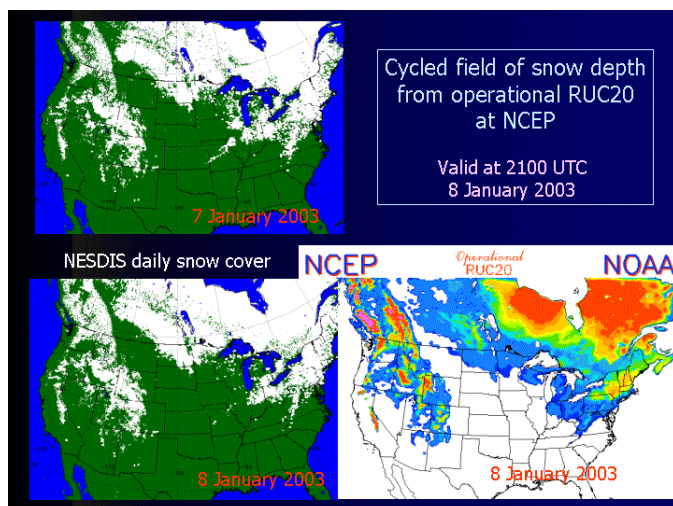 Cycled field of snow depth
from operational RUC20
at NCEP
Valid at 2100 UTC
8 January 2003
7 January 2003
NESDIS daily snow cover
NCEP
Operational
RUC20
NOAA
8 January 2003
8 January 2003